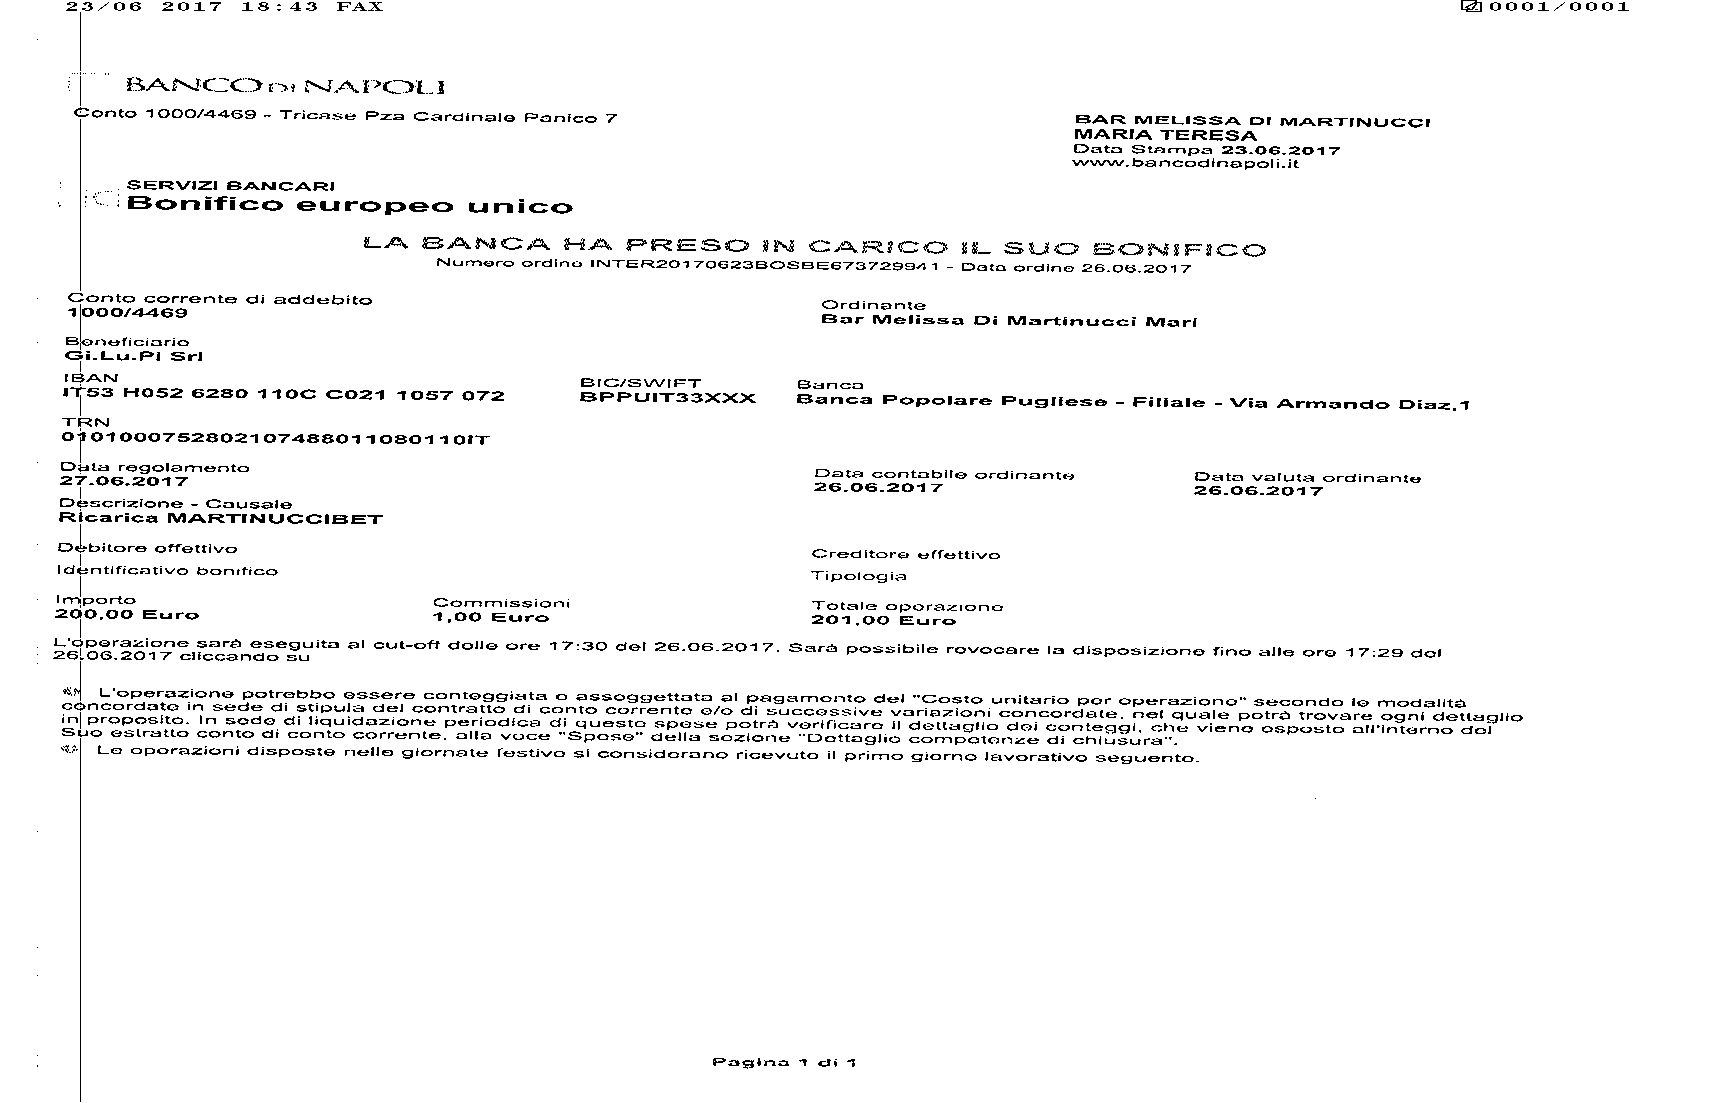 23/06 2017 18:43 FAX
0001/0001
BANCO DI NAPOLI
Conto 1000/4469 - Tricase Pza Cardinale Panico 7
BAR MELISSA DI MARTINUCCI
MARIA TERESA
Data Stampa 23.06.2017
www.bancodinapoli.it
SERVIZI BANCARI
Bonifico europeo unico
LA BANCA HA PRESO IN CARICO IL SUO BONIFICO
Numero ordine INTER20170623BOSBE673729941 - Data ordine 26.06.2017
Conto corrente di addebito
1000/4469
Ordinante
Bar Melissa Di Martinucci Mari
Beneficiario
Gi.Lu.Pi Srl
IBAN
IT53 H052 6280 110C C021 1057 072
BIC/SWIFT
BPPUIT33XXX
Banca
Banca Popolare Pugliese - Filiale - Via Armando Diaz,1
TRN
0101000752802107488011080110IT
Data regolamento
27.06.2017
Data contabile ordinante
26.06.2017
Data valuta ordinante
26.06.2017
Descrizione - Causale
Ricarica MARTINUCCIBET
Debitore effettivo
Creditore effettivo
Identificativo bonifico
Tipologia
Importo
200,00 Euro
Commissioni
1,00 Euro
Totale operazione
201,00 Euro
L'operazione sarà eseguita al cut-off delle ore 17:30 del 26.06.2017. Sarà possibile revocare la disposizione fino alle ore 17:29 del
26.06.2017 cliccando su
L'operazione potrebbe essere conteggiata e assoggettata al pagamento del "Costo unitario per operazione" secondo le modalità
concordate in sede di stipula del contratto di conto corrente e/o di successive variazioni concordate, nel quale potrà trovare ogni dettaglio
in proposito. In sede di liquidazione periodica di queste spese potrà verificare il dettaglio dei conteggi, che viene esposto all'interno del
Suo estratto conto di conto corrente, alla voce "Spese" della sezione "Dettaglio competenze di chiusura".
Le operazioni disposte nelle giornate festive si considerano ricevute il primo giorno lavorativo seguente.
Pagina 1 di 1